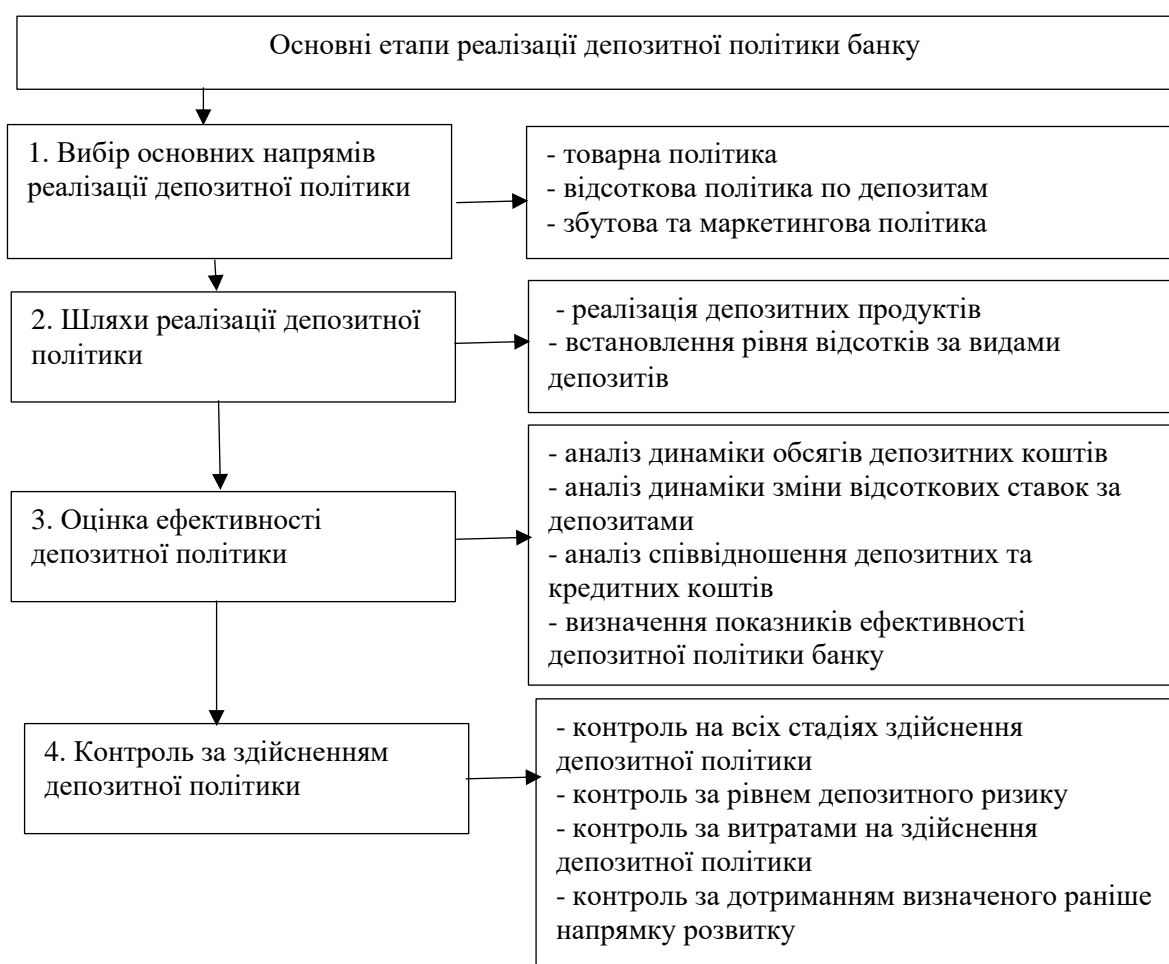 Основні етапи реалізації депозитної політики банку
1. Вибір основних напрямів
реалізації депозитної політики
- товарна політика
- відсоткова політика по депозитам
- збутова та маркетингова політика
2. Шляхи реалізації депозитної
політики
- реалізація депозитних продуктів
- встановлення рівня відсотків за видами
депозитів
3. Оцінка ефективності
депозитної політики
- аналіз динаміки обсягів депозитних коштів
- аналіз динаміки зміни відсоткових ставок за
депозитами
- аналіз співвідношення депозитних та
кредитних коштів
- визначення показників ефективності
депозитної політики банку
4. Контроль за здійсненням
депозитної політики
- контроль на всіх стадіях здійснення
депозитної політики
- контроль за рівнем депозитного ризику
- контроль за витратами на здійснення
депозитної політики
- контроль за дотриманням визначеного раніше
напрямку розвитку